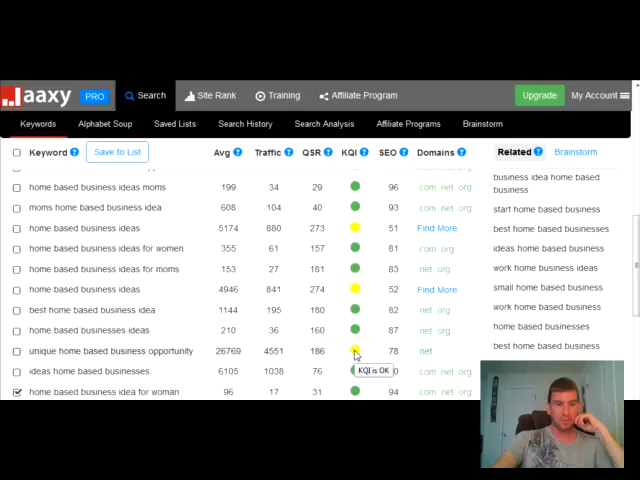 Jaaxy PRO Search Site Rank Training Affiliate Program Upgrade My Account
Keywords Alphabet Soup Saved Lists Search History Search Analysis Affiliate Programs Brainstorm
Keyword ? Save to List Avg ? Traffic ? QSR ? KQI ? SEO ? Domains ? Related ? Brainstorm
home based business ideas moms 199 34 29 96 com net org
moms home based business idea 608 104 40 93 com net org
home based business ideas 5174 880 273 51 Find More
home based business ideas for women 355 61 157 81 com org
home based business ideas for moms 153 27 181 83 net org
home based business ideas 4946 841 274 52 Find More
best home based business idea 1144 195 180 82 net org
home based businesses ideas 210 36 160 87 net org
unique home based business opportunity 26769 4551 186 78 net
KQI is OK
ideas home based businesses 6105 1038 76 com net org
home based business idea for woman 96 17 31 94 com net org
business idea home based
business
start home based business
best home based businesses
ideas home based business
work home business ideas
small home based business
work home based business
home based businesses
best home based business